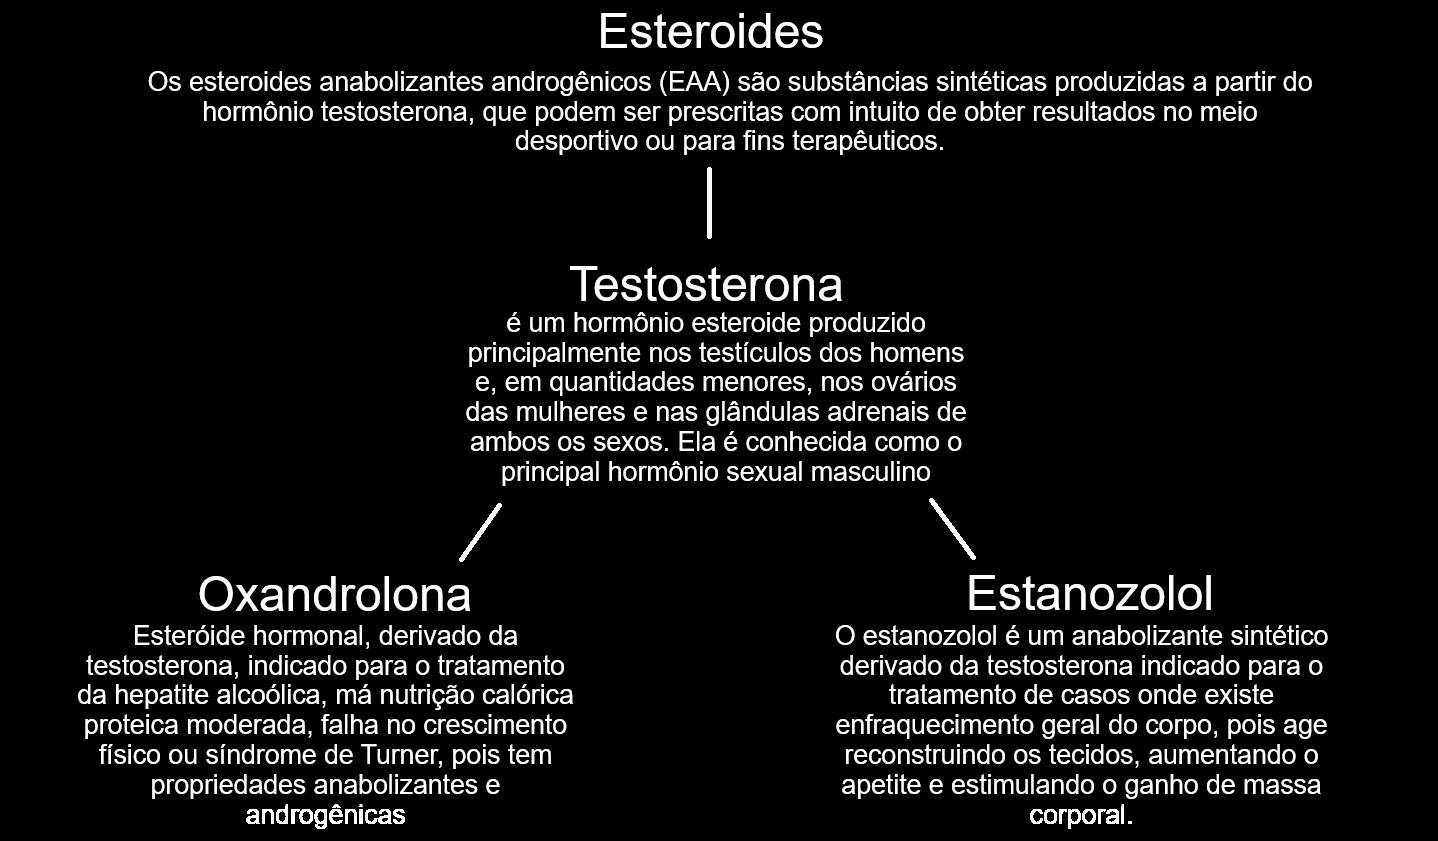 Esteroides
Os esteroides anabolizantes androgênicos (EAA) são substâncias sintéticas produzidas a partir do
hormônio testosterona, que podem ser prescritas com intuito de obter resultados no meio
desportivo ou para fins terapêuticos.
Testosterona
é um hormônio esteroide produzido
principalmente nos testículos dos homens
e, em quantidades menores, nos ovários
das mulheres e nas glândulas adrenais de
ambos os sexos. Ela é conhecida como o
principal hormônio sexual masculino
Oxandrolona
Esteróide hormonal, derivado da
testosterona, indicado para o tratamento
da hepatite alcoólica, má nutrição calórica
proteica moderada, falha no crescimento
físico ou síndrome de Turner, pois tem
propriedades anabolizantes e
androgênicas
Estanozolol
O estanozolol é um anabolizante sintético
derivado da testosterona indicado para o
tratamento de casos onde existe
enfraquecimento geral do corpo, pois age
reconstruindo os tecidos, aumentando o
apetite e estimulando o ganho de massa
corporal.